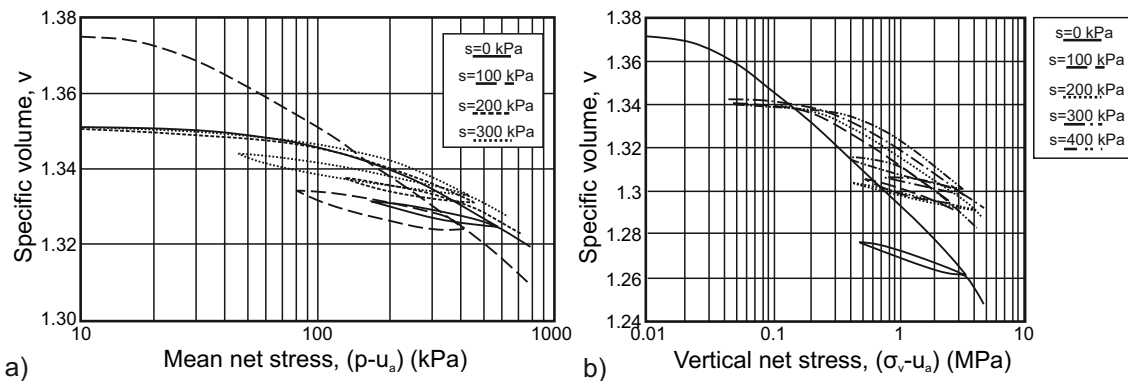 1.38
1.36
1.34
1.32
1.30
10
100
1000
Specific volume, v
Mean net stress, (p-uₐ) (kPa)
s=0 kPa
s=100 kPa
s=200 kPa
s=300 kPa
a)
1.38
1.36
1.34
1.32
1.3
1.28
1.26
1.24
0.01
0.1
1
10
Specific volume, v
Vertical net stress, (σᵥ-uₐ) (MPa)
s=0 kPa
s=100 kPa
s=200 kPa
s=300 kPa
s=400 kPa
b)